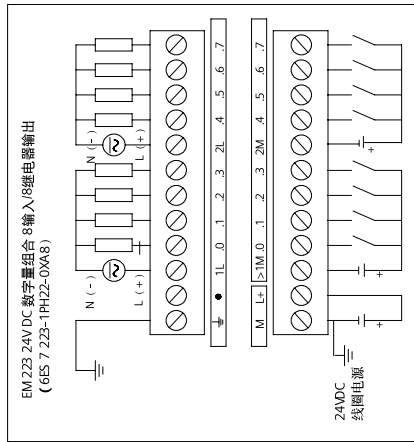 EM 223 24V DC 数字量组合 8输入/8继电器输出
(6ES 7 223-1PH22-0XA8)
N (-)
L (+)
N (-)
L (+)
⏚ ● 1L .0 .1 .2 .3 2L .4 .5 .6 .7
M L+ >1M .0 .1 .2 .3 2M .4 .5 .6 .7
+
+
+
24VDC
线圈电源